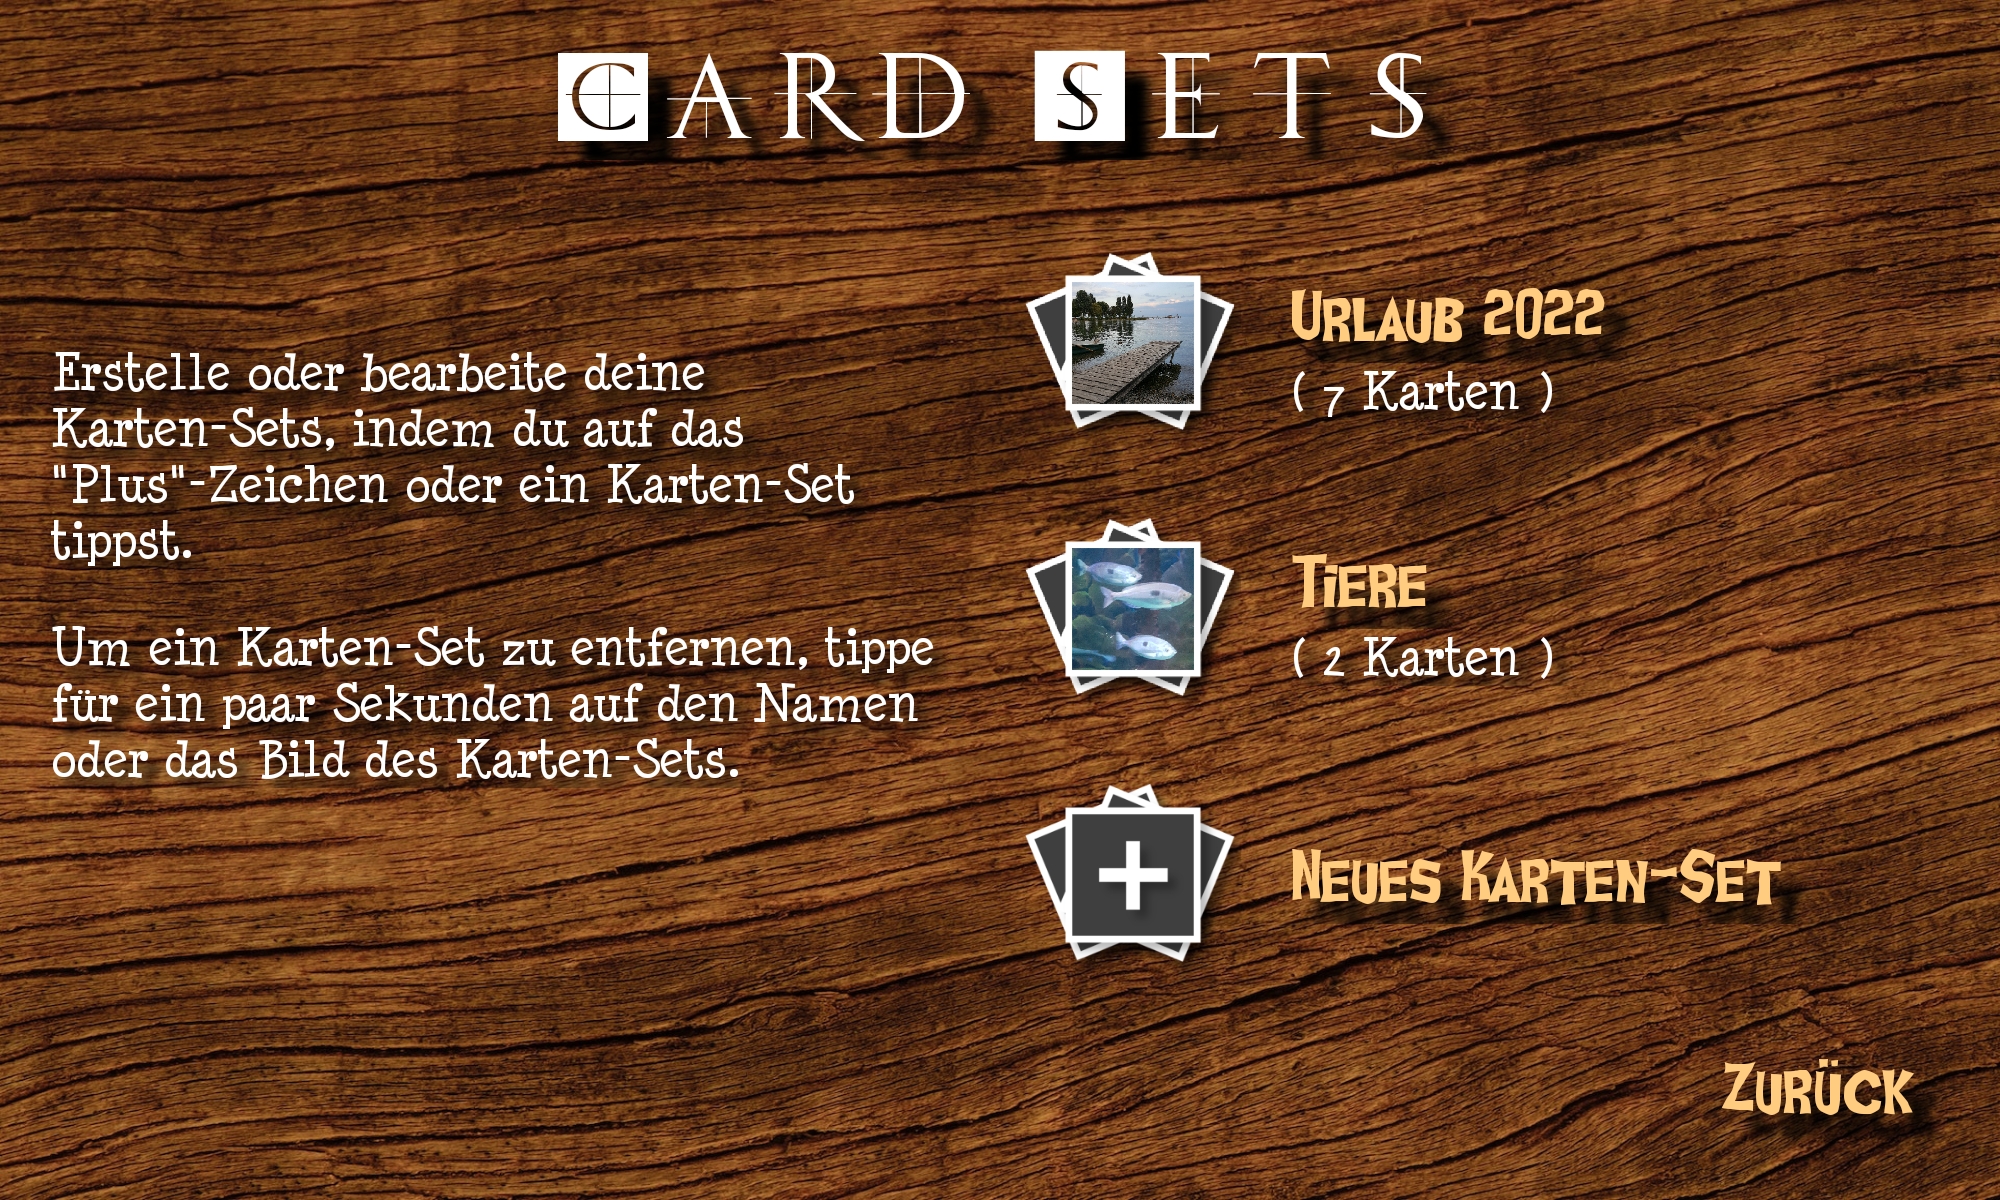 Card Sets
Erstelle oder bearbeite deine
Karten-Sets, indem du auf das
"Plus"-Zeichen oder ein Karten-Set
tippst.
Um ein Karten-Set zu entfernen, tippe
für ein paar Sekunden auf den Namen
oder das Bild des Karten-Sets.
Urlaub 2022
( 7 Karten )
Tiere
( 2 Karten )
Neues Karten-Set
Zurück